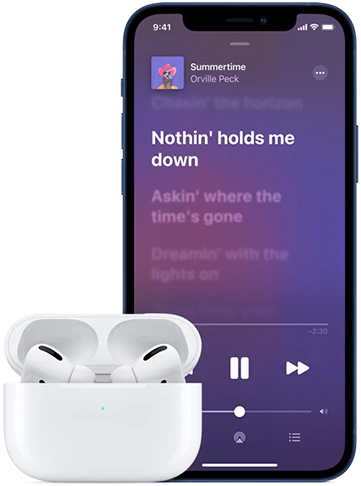 9:41
Summertime
Orville Peck
Chasin' the horizon
Nothin' holds me
down
Askin' where the
time's gone
Dreamin' with the
lights on
-2:30